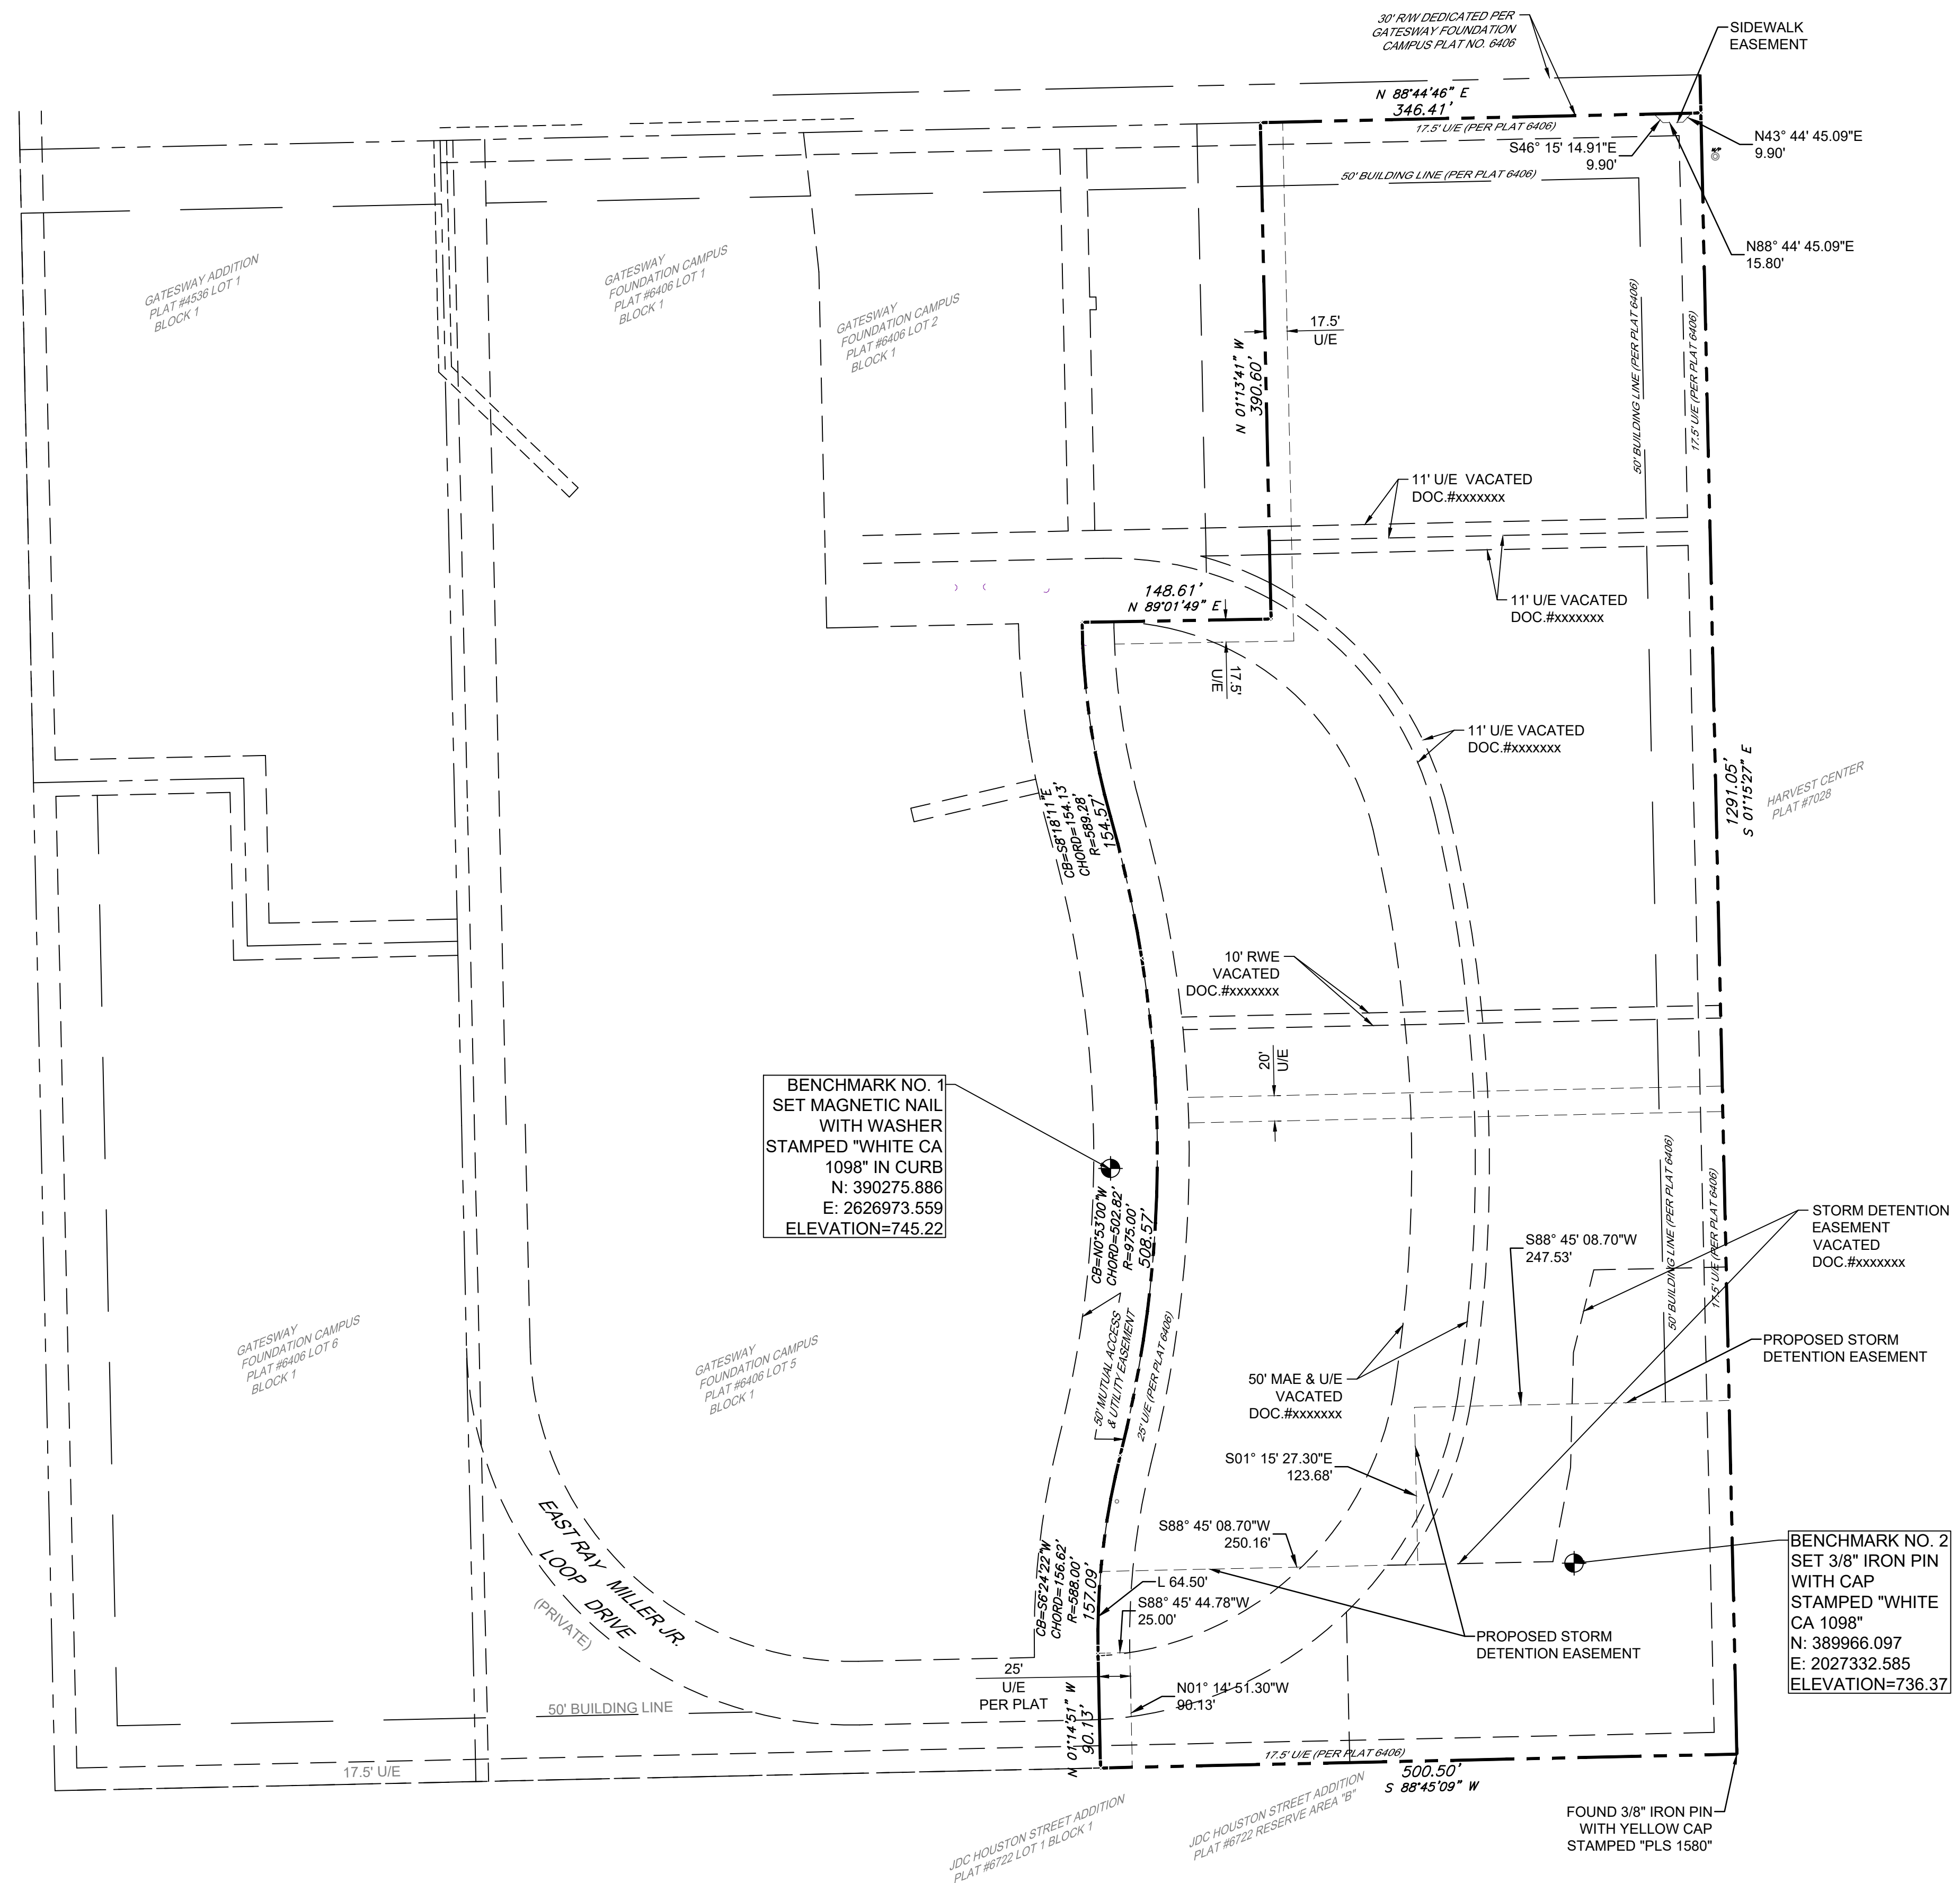 30' R/W DEDICATED PER
GATESWAY FOUNDATION
CAMPUS PLAT NO. 6406
SIDEWALK
EASEMENT
N 88°44'46" E
346.41'
17.5' U/E (PER PLAT 6406)
N43° 44' 45.09"E
9.90'
S46° 15' 14.91"E
9.90'
50' BUILDING LINE (PER PLAT 6406)
N88° 44' 45.09"E
15.80'
GATESWAY ADDITION
PLAT #4536 LOT 1
BLOCK 1
GATESWAY
FOUNDATION CAMPUS
PLAT #6406 LOT 1
BLOCK 1
GATESWAY
FOUNDATION CAMPUS
PLAT #6406 LOT 2
BLOCK 1
17.5'
U/E
N 01°13'41" W
390.60'
50' BUILDING LINE (PER PLAT 6406)
17.5' U/E (PER PLAT 6406)
11' U/E VACATED
DOC.#xxxxxxx
11' U/E VACATED
DOC.#xxxxxxx
148.61'
N 89°01'49" E
17.5'
U/E
11' U/E VACATED
DOC.#xxxxxxx
1291.05'
S 01°15'27" E
HARVEST CENTER
PLAT #7028
CB=S8°18'11"E
CHORD=154.13'
R=589.28'
154.57'
10' RWE
VACATED
DOC.#xxxxxxx
20'
U/E
BENCHMARK NO. 1
SET MAGNETIC NAIL
WITH WASHER
STAMPED "WHITE CA
1098" IN CURB
N: 390275.886
E: 2626973.559
ELEVATION=745.22
CB=N0°53'00"W
CHORD=502.82'
R=975.00'
508.57'
50' BUILDING LINE (PER PLAT 6406)
17.5' U/E (PER PLAT 6406)
STORM DETENTION
EASEMENT
VACATED
DOC.#xxxxxxx
S88° 45' 08.70"W
247.53'
PROPOSED STORM
DETENTION EASEMENT
GATESWAY
FOUNDATION CAMPUS
PLAT #6406 LOT 6
BLOCK 1
GATESWAY
FOUNDATION CAMPUS
PLAT #6406 LOT 5
BLOCK 1
50' MUTUAL ACCESS
& UTILITY EASEMENT
25' U/E (PER PLAT 6406)
50' MAE & U/E
VACATED
DOC.#xxxxxxx
S01° 15' 27.30"E
123.68'
S88° 45' 08.70"W
250.16'
EAST RAY MILLER JR.
LOOP DRIVE
(PRIVATE)
CB=S6°24'22"W
CHORD=156.62'
R=588.00'
157.09'
L 64.50'
S88° 45' 44.78"W
25.00'
BENCHMARK NO. 2
SET 3/8" IRON PIN
WITH CAP
STAMPED "WHITE
CA 1098"
N: 389966.097
E: 2027332.585
ELEVATION=736.37
PROPOSED STORM
DETENTION EASEMENT
25'
U/E
PER PLAT
N01° 14' 51.30"W
90.13'
N 01°14'51" W
90.13'
50' BUILDING LINE
17.5' U/E
17.5' U/E (PER PLAT 6406)
500.50'
S 88°45'09" W
JDC HOUSTON STREET ADDITION
PLAT #6722 LOT 1 BLOCK 1
JDC HOUSTON STREET ADDITION
PLAT #6722 RESERVE AREA "B"
FOUND 3/8" IRON PIN
WITH YELLOW CAP
STAMPED "PLS 1580"